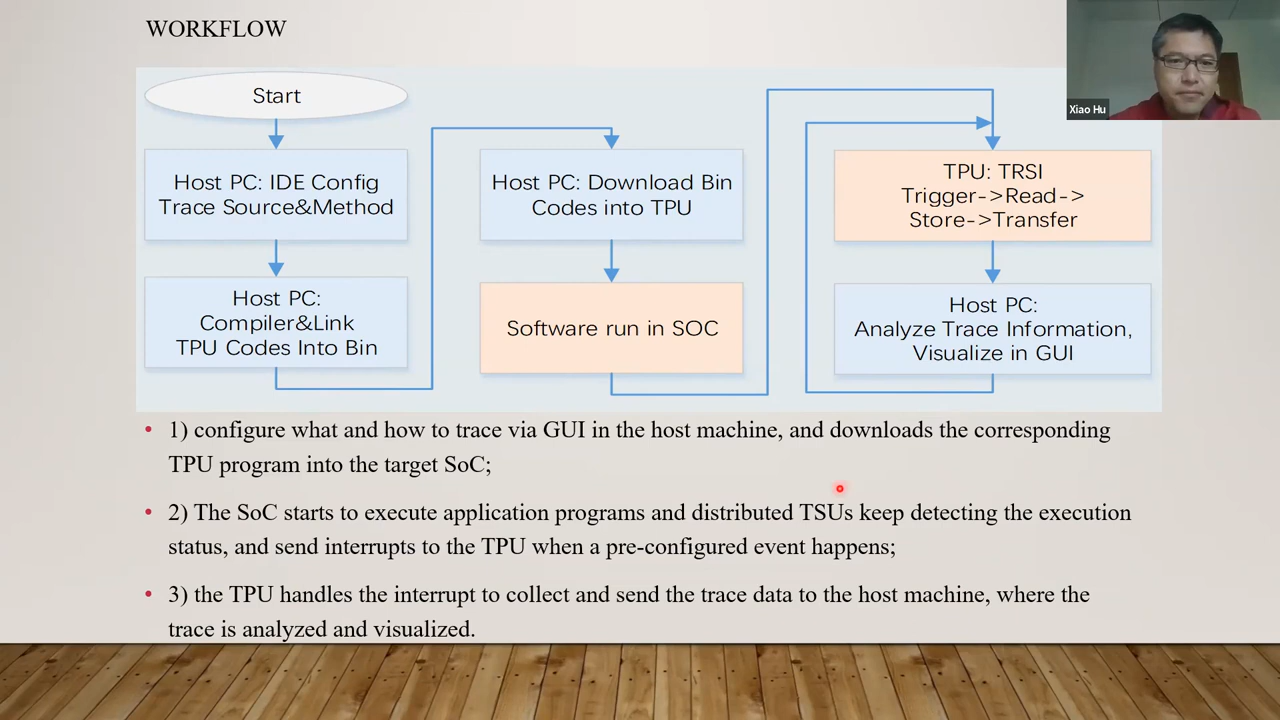 WORKFLOW
Xiao Hu
Start
Host PC: IDE Config
Trace Source&Method
Host PC:
Compiler&Link
TPU Codes Into Bin
Host PC: Download Bin
Codes into TPU
Software run in SOC
TPU: TRSI
Trigger->Read->
Store->Transfer
Host PC:
Analyze Trace Information,
Visualize in GUI
• 1) configure what and how to trace via GUI in the host machine, and downloads the corresponding
TPU program into the target SoC;
• 2) The SoC starts to execute application programs and distributed TSUs keep detecting the execution
status, and send interrupts to the TPU when a pre-configured event happens;
• 3) the TPU handles the interrupt to collect and send the trace data to the host machine, where the
trace is analyzed and visualized.